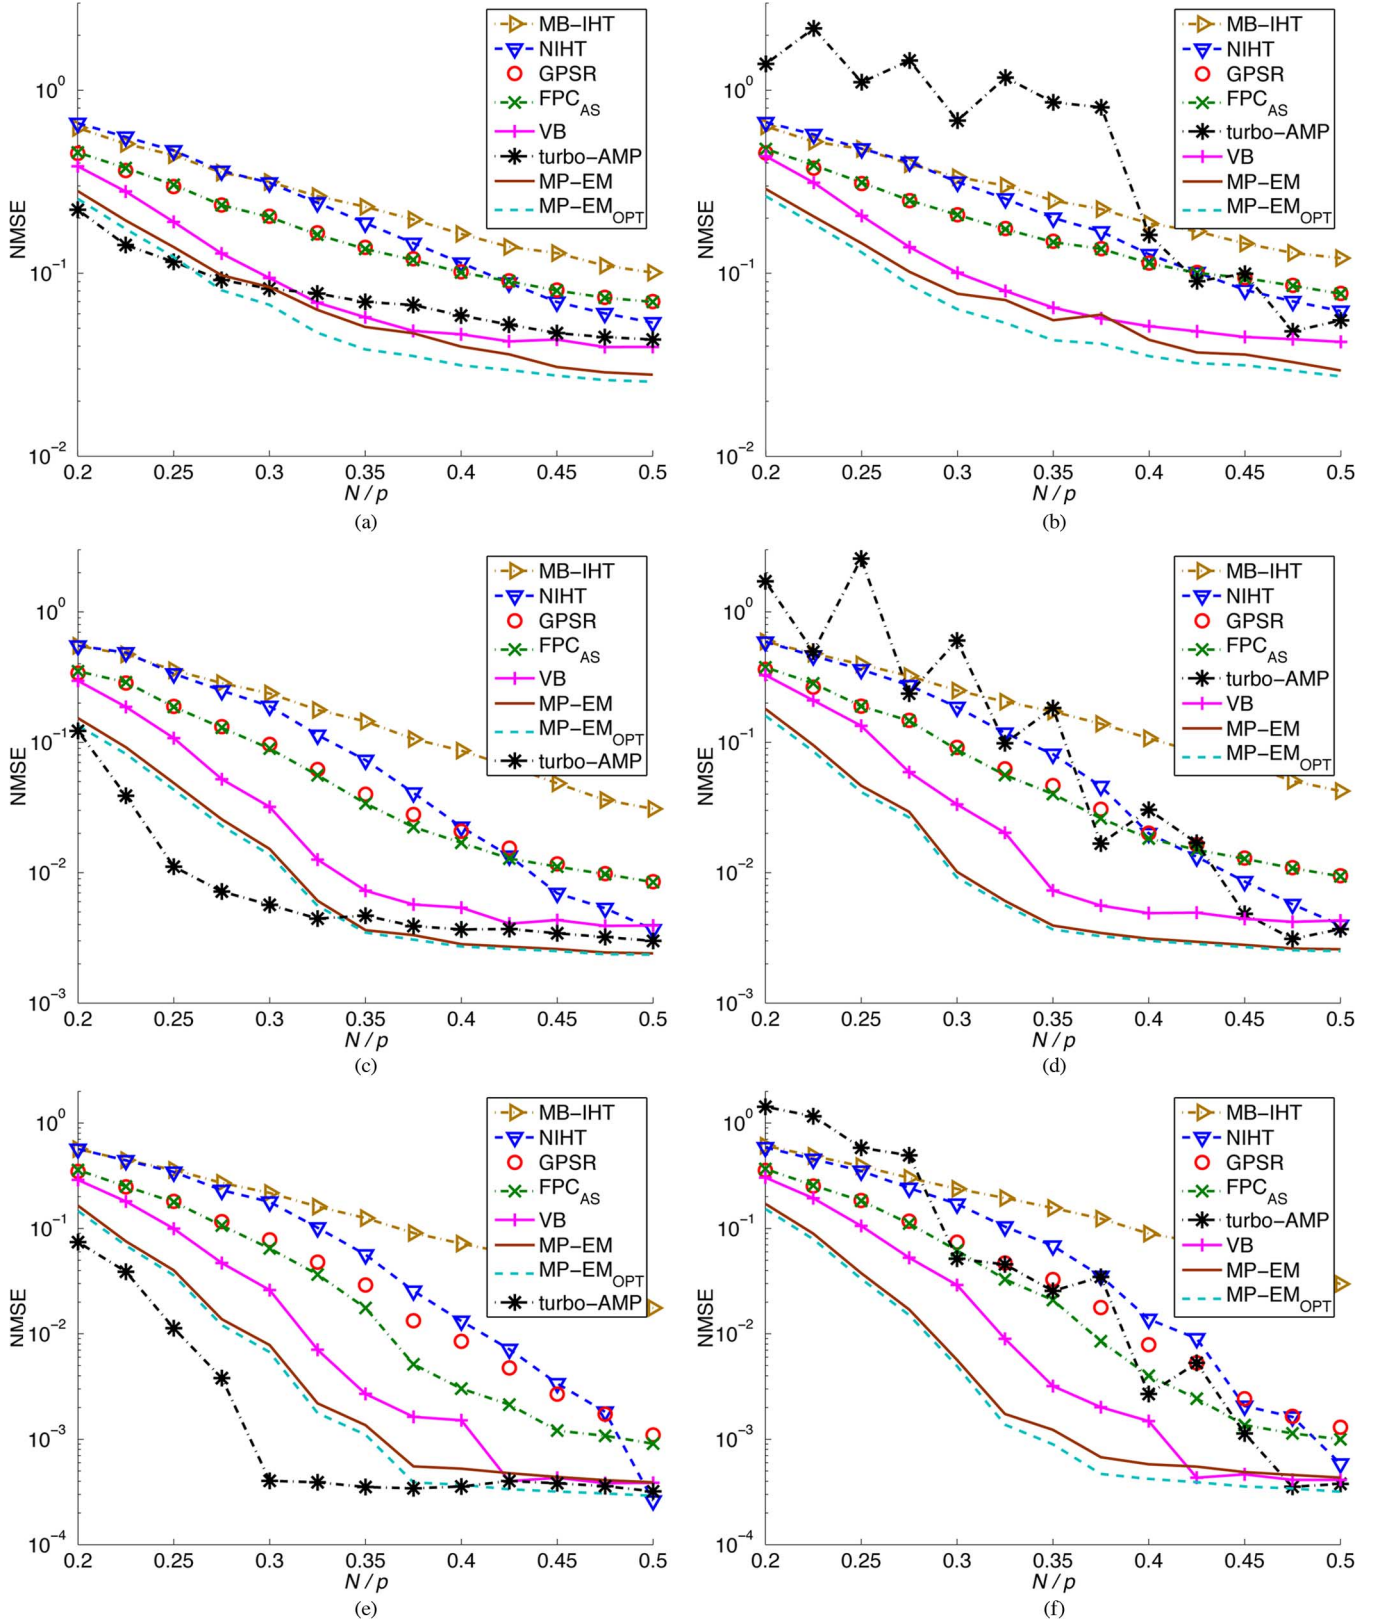 MB−IHT
NIHT
GPSR
FPC_AS
VB
turbo−AMP
MP−EM
MP−EM_OPT
10^0
10^−1
10^−2
NMSE
0.2 0.25 0.3 0.35 0.4 0.45 0.5
N / p
(a)
MB−IHT
NIHT
GPSR
FPC_AS
turbo−AMP
VB
MP−EM
MP−EM_OPT
10^0
10^−1
10^−2
NMSE
0.2 0.25 0.3 0.35 0.4 0.45 0.5
N / p
(b)
MB−IHT
NIHT
GPSR
FPC_AS
VB
MP−EM
MP−EM_OPT
turbo−AMP
10^0
10^−1
10^−2
10^−3
NMSE
0.2 0.25 0.3 0.35 0.4 0.45 0.5
N / p
(c)
MB−IHT
NIHT
GPSR
FPC_AS
turbo−AMP
VB
MP−EM
MP−EM_OPT
10^0
10^−1
10^−2
10^−3
NMSE
0.2 0.25 0.3 0.35 0.4 0.45 0.5
N / p
(d)
MB−IHT
NIHT
GPSR
FPC_AS
VB
MP−EM
MP−EM_OPT
turbo−AMP
10^0
10^−1
10^−2
10^−3
10^−4
NMSE
0.2 0.25 0.3 0.35 0.4 0.45 0.5
N / p
(e)
MB−IHT
NIHT
GPSR
FPC_AS
turbo−AMP
VB
MP−EM
MP−EM_OPT
10^0
10^−1
10^−2
10^−3
10^−4
NMSE
0.2 0.25 0.3 0.35 0.4 0.45 0.5
N / p
(f)